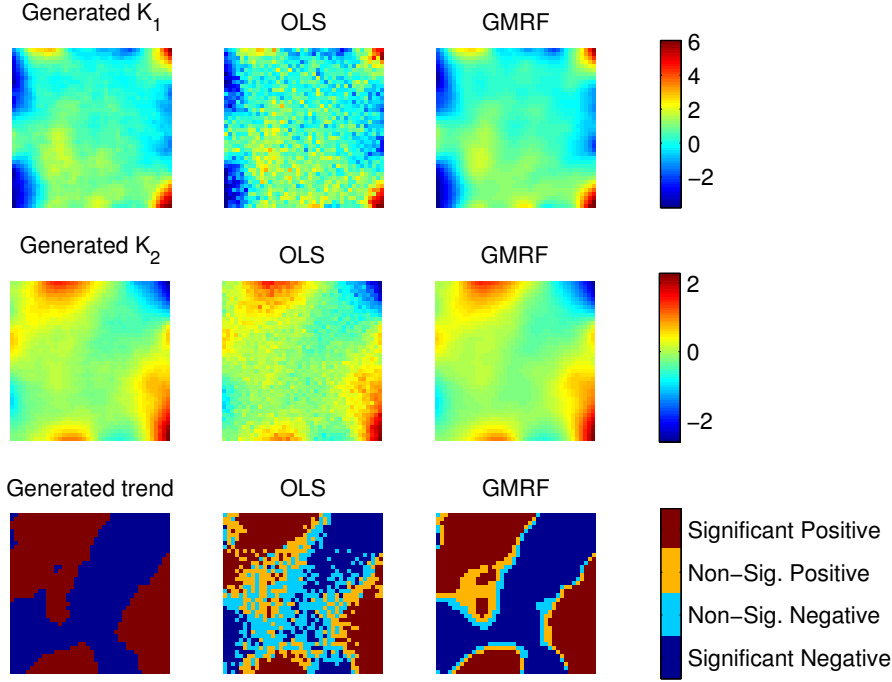 Generated K1
OLS
GMRF
6
4
2
0
−2
Generated K2
OLS
GMRF
2
0
−2
Generated trend
OLS
GMRF
Significant Positive
Non−Sig. Positive
Non−Sig. Negative
Significant Negative